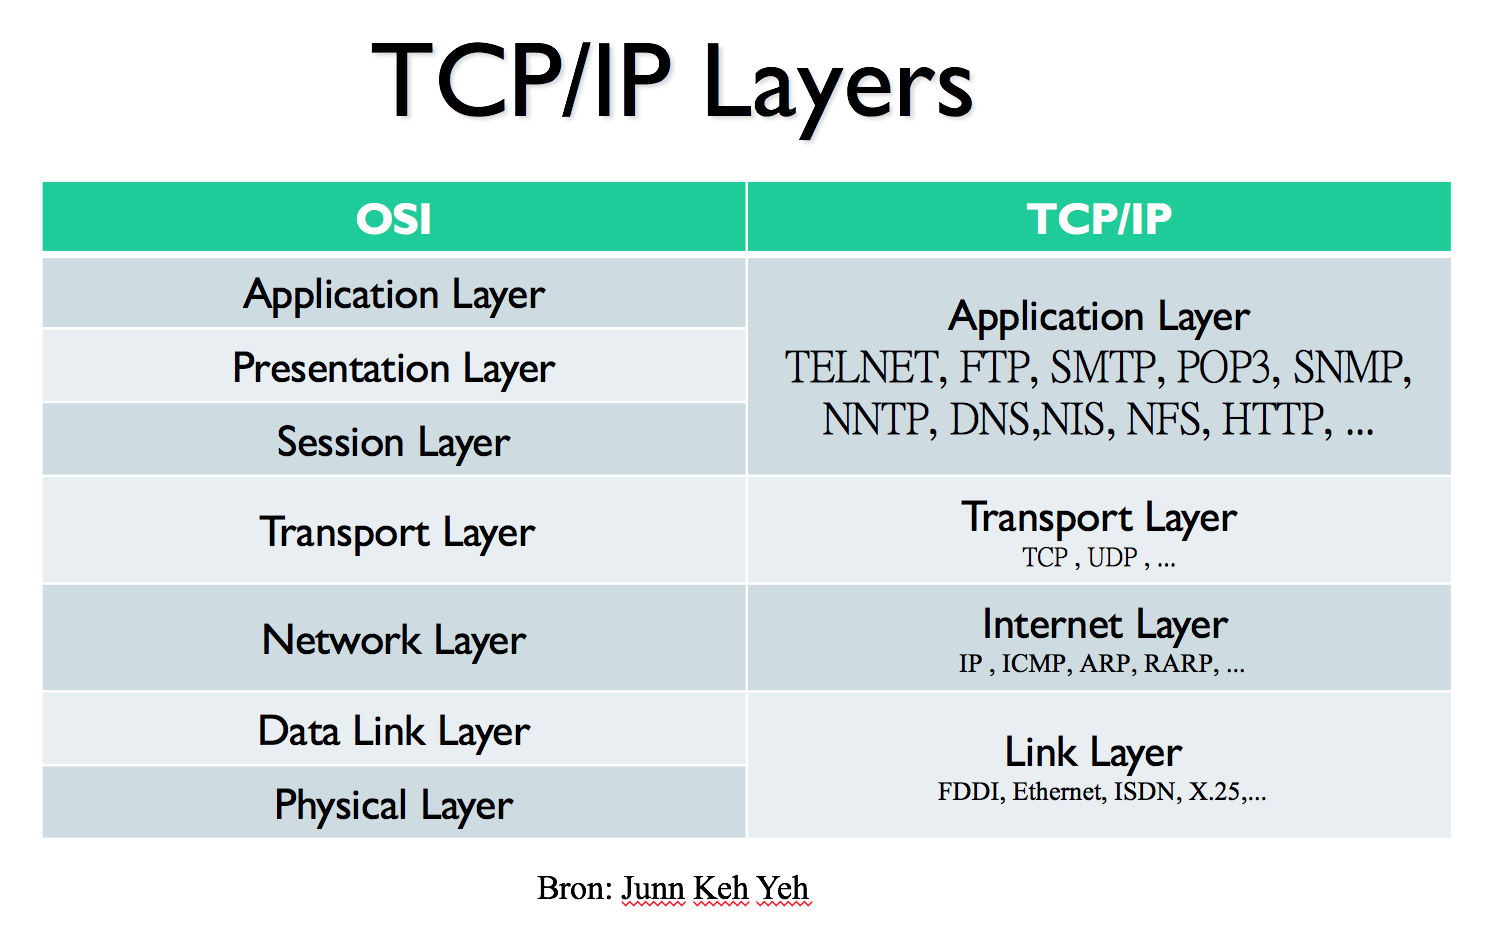 TCP/IP Layers
OSI
TCP/IP
Application Layer
Presentation Layer
Session Layer
Application Layer
TELNET, FTP, SMTP, POP3, SNMP,
NNTP, DNS,NIS, NFS, HTTP, ...
Transport Layer
Transport Layer
TCP , UDP , ...
Network Layer
Internet Layer
IP , ICMP, ARP, RARP, ...
Data Link Layer
Physical Layer
Link Layer
FDDI, Ethernet, ISDN, X.25,...
Bron: Junn Keh Yeh